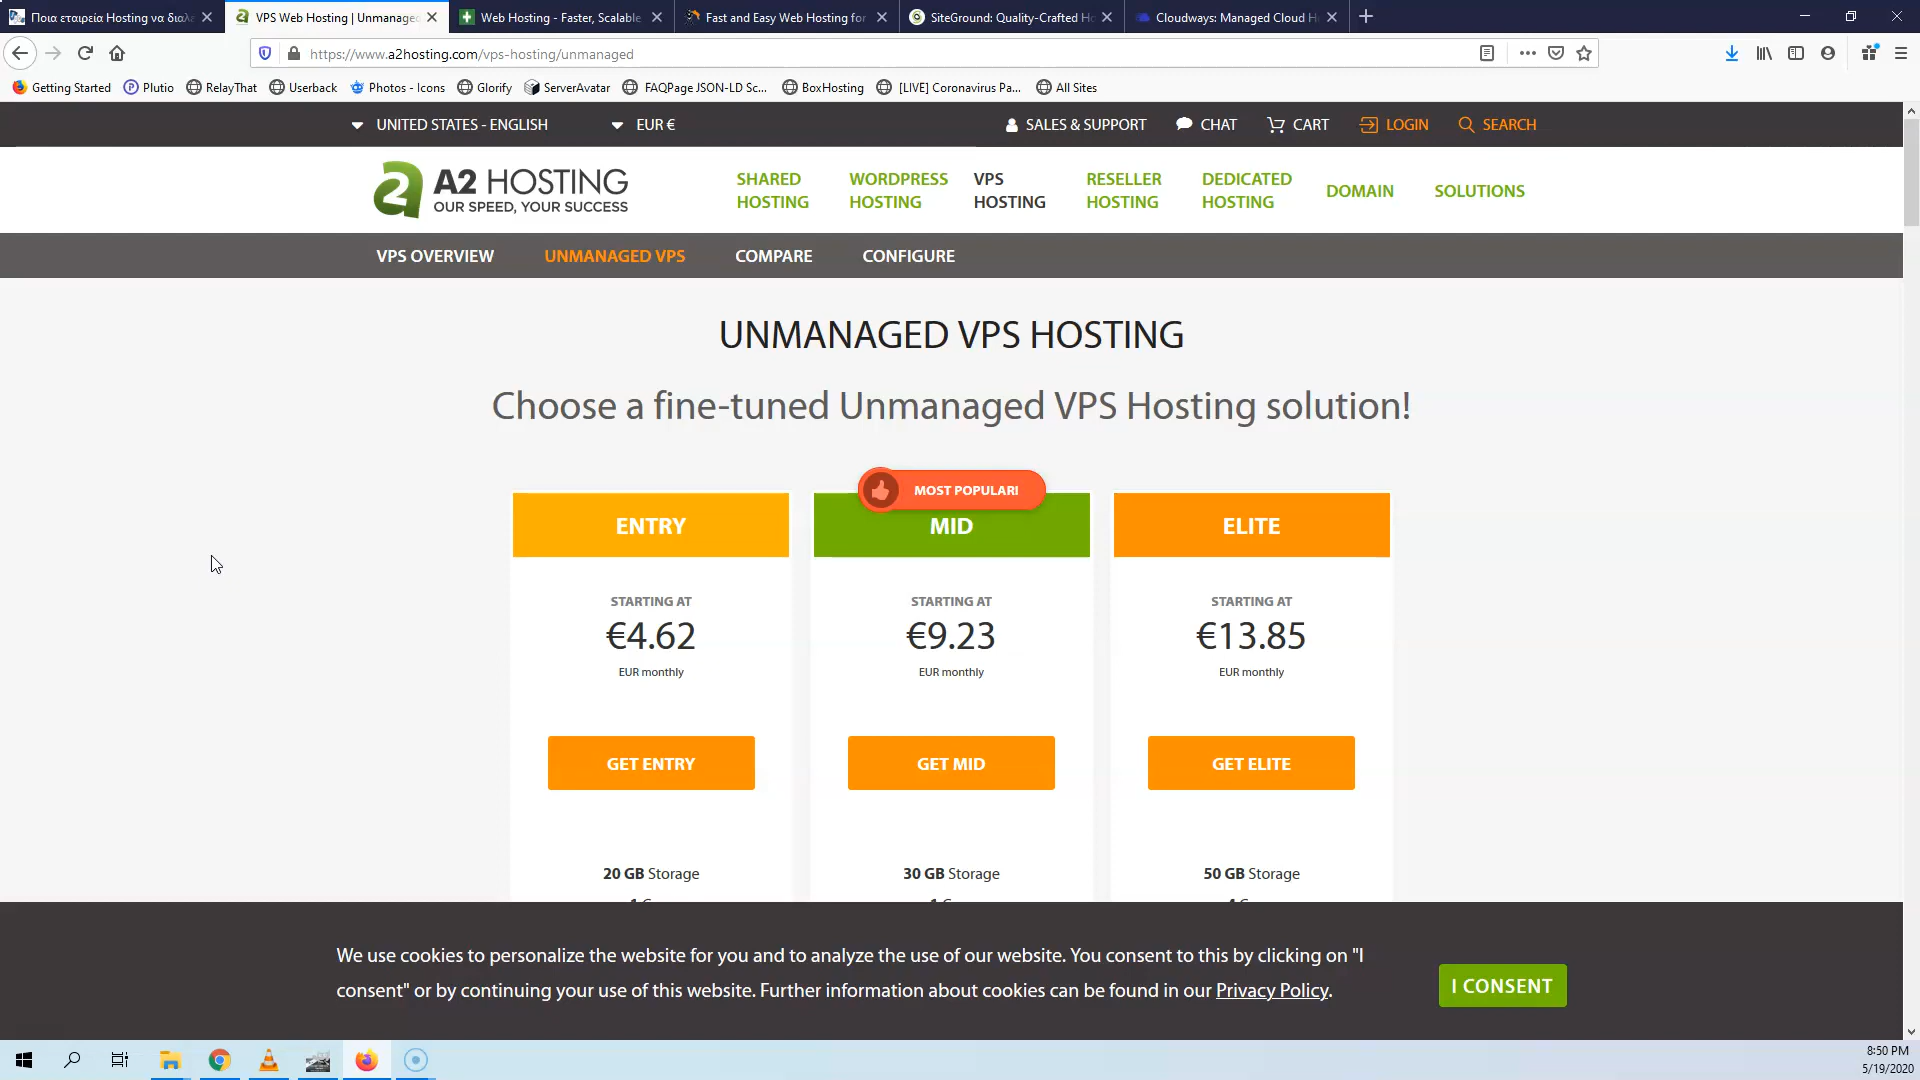 Ποια εταιρεία Hosting να διαλ
VPS Web Hosting | Unmanaged
Web Hosting - Faster, Scalable
Fast and Easy Web Hosting for
SiteGround: Quality-Crafted Ho
Cloudways: Managed Cloud H
https://www.a2hosting.com/vps-hosting/unmanaged
Getting Started
Plutio
RelayThat
Userback
Photos - Icons
Glorify
ServerAvatar
FAQPage JSON-LD Sc...
BoxHosting
[LIVE] Coronavirus Pa...
All Sites
UNITED STATES - ENGLISH
EUR €
SALES & SUPPORT
CHAT
CART
LOGIN
SEARCH
A2 HOSTING
OUR SPEED, YOUR SUCCESS
SHARED
HOSTING
WORDPRESS
HOSTING
VPS
HOSTING
RESELLER
HOSTING
DEDICATED
HOSTING
DOMAIN
SOLUTIONS
VPS OVERVIEW
UNMANAGED VPS
COMPARE
CONFIGURE
UNMANAGED VPS HOSTING
Choose a fine-tuned Unmanaged VPS Hosting solution!
ENTRY
STARTING AT
€4.62
EUR monthly
GET ENTRY
20 GB Storage
MOST POPULAR!
MID
STARTING AT
€9.23
EUR monthly
GET MID
30 GB Storage
ELITE
STARTING AT
€13.85
EUR monthly
GET ELITE
50 GB Storage
We use cookies to personalize the website for you and to analyze the use of our website. You consent to this by clicking on "I
consent" or by continuing your use of this website. Further information about cookies can be found in our Privacy Policy.
I CONSENT
8:50 PM
5/19/2020